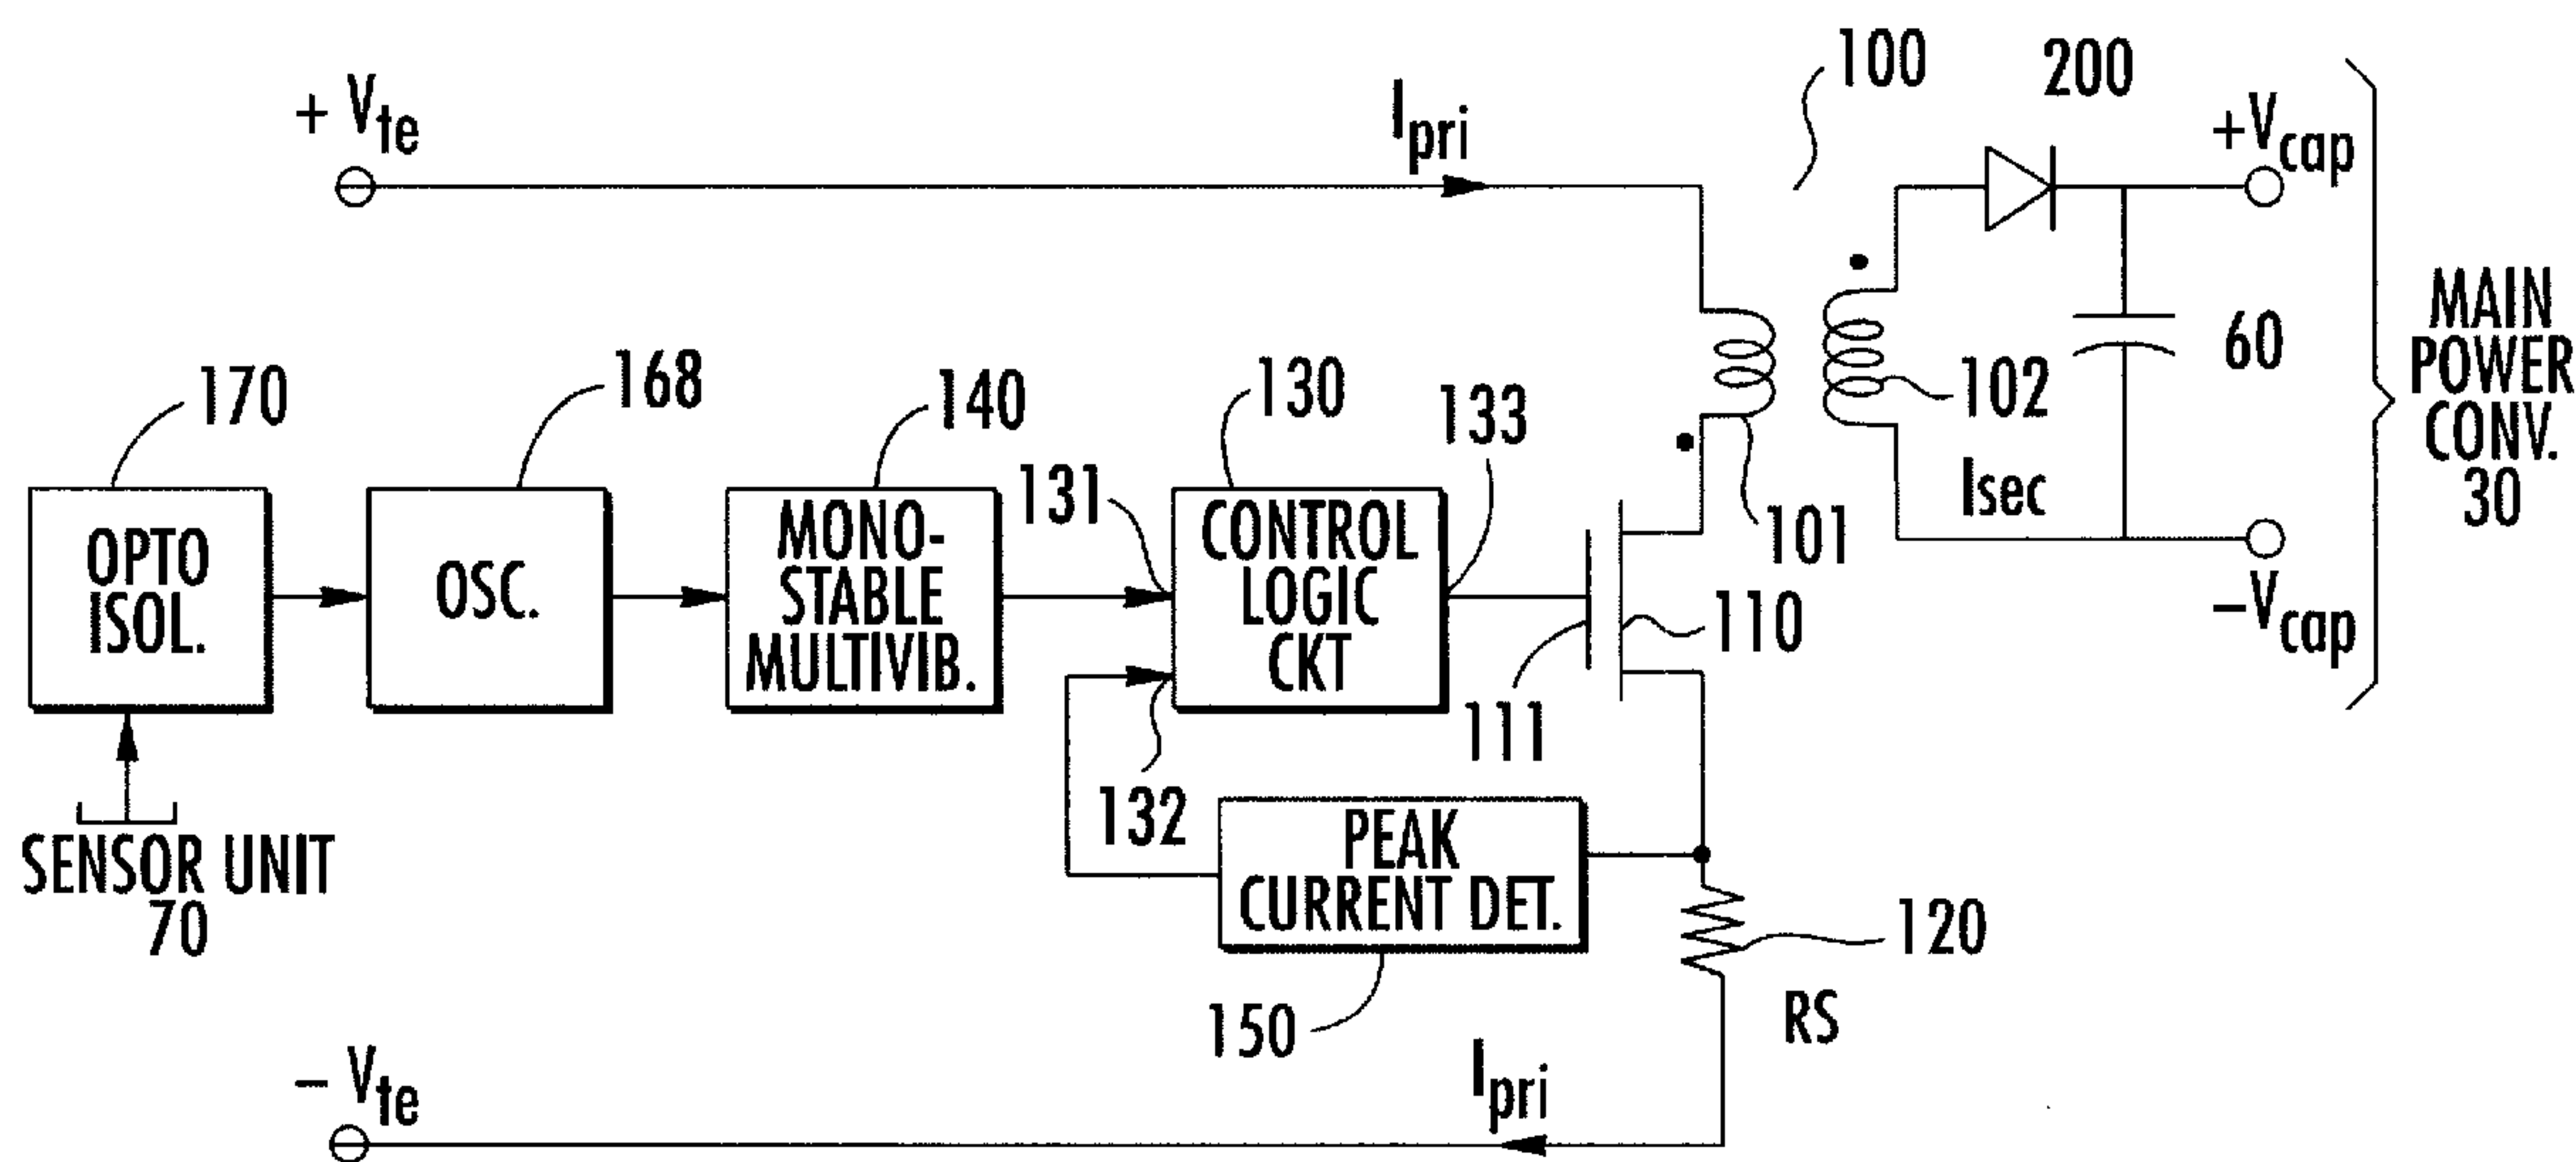 100
200
+ Vte
Ipri
+Vcap
MAIN
POWER
CONV.
30
60
102
Isec
−Vcap
170
168
140
130
133
131
101
OPTO
ISOL.
OSC.
MONO-
STABLE
MULTIVIB.
CONTROL
LOGIC
CKT
110
111
132
SENSOR UNIT
70
PEAK
CURRENT DET.
120
RS
150
− Vte
Ipri